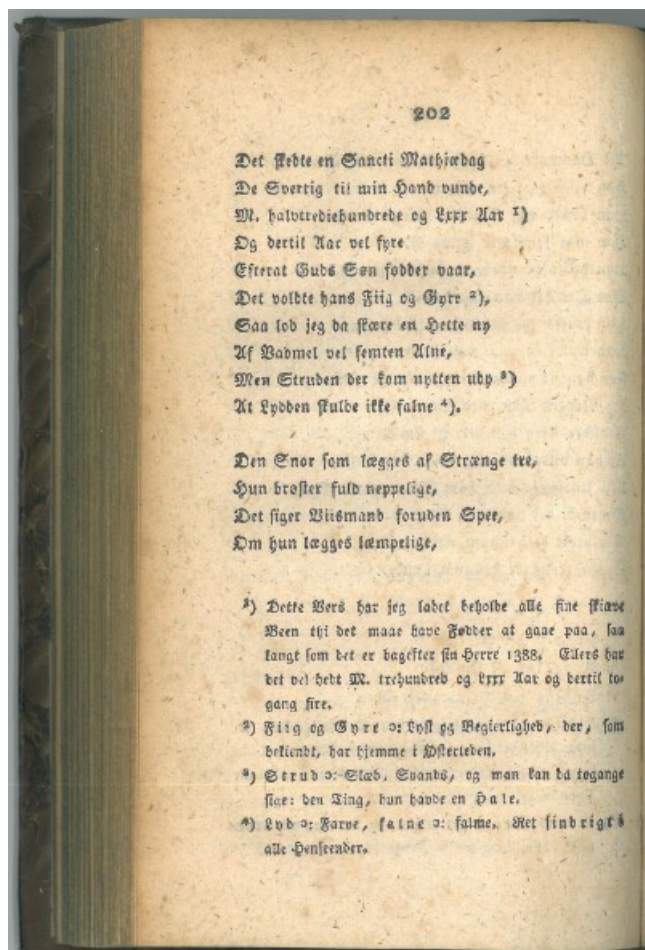 202
Det skedte en Sancti Mathiædag
De Svertig til min Hand vunde,
M. halvtrediehundrede og Lxxx Aar ¹)
Og dertil Aar vel fyre
Efterat Guds Søn fødder vaar,
Det voldte hans Fiig og Gyre ²),
Saa lod jeg da skære en Hette ny
Af Vadmel vel femten Alne,
Men Struden der kom nytten udy ³)
At Lydden skulde ikke falne ⁴).
Den Snor som lægges af Strænge tre,
Hun brøster fuld neppelige,
Det siger Viismand foruden Spee,
Om hun lægges læmpelige,
¹) Dette Vers har jeg ladet beholde alle sine skiæve
Been thi det maae have Fødder at gaae paa, saa
langt som det er bagefter sin Herre 1388. Ellers har
det vel hedt M. trehundred og Lxxx Aar og dertil to-
gang fire.
²) Fiig og Gyre ɔ: Lyst og Begierlighed, der, som
bekiendt, har hjemme i Østerleden.
³) Strud ɔ: Slæb, Svands, og man kan da togange
sige: den Ting, hun havde en Hale.
⁴) Lyd ɔ: Farve, falne ɔ: falme. Ret sindrigt i
alle Henseender.